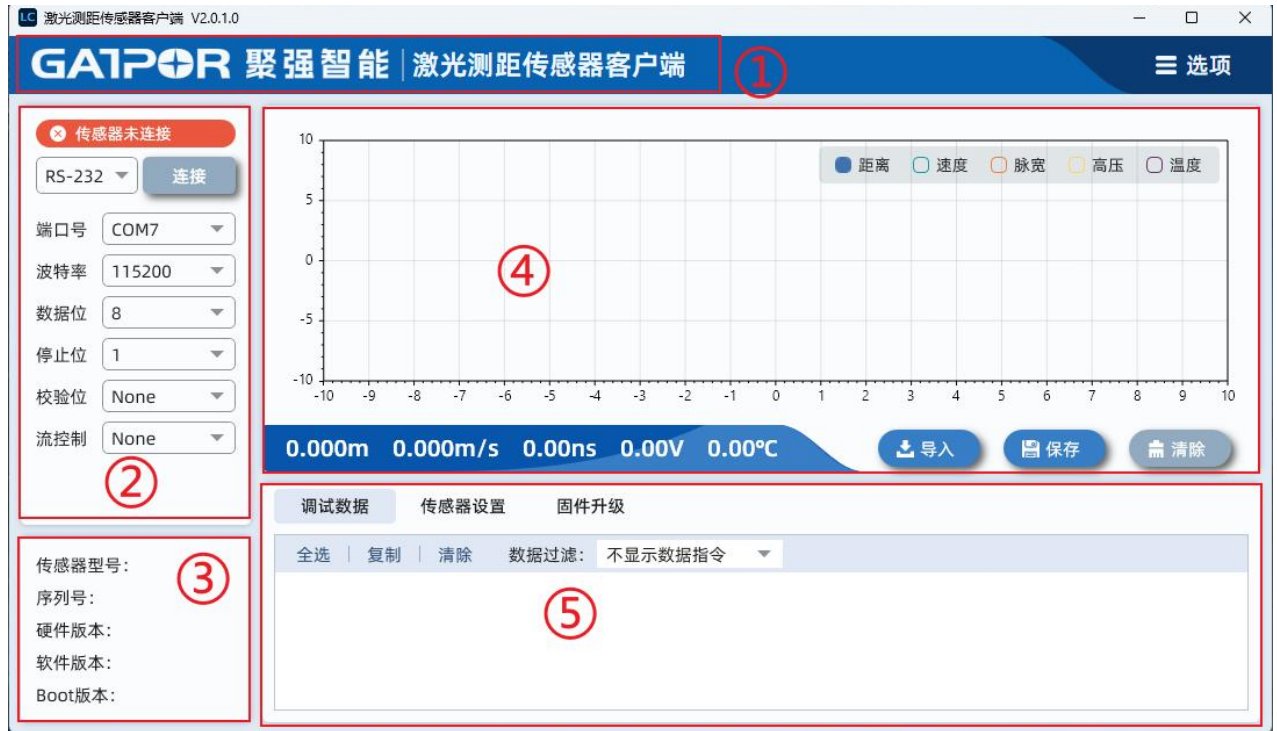 LC 激光测距传感器客户端 V2.0.1.0
GAIPOR 聚强智能 激光测距传感器客户端
①
选项
传感器未连接
RS-232 连接
端口号 COM7
波特率 115200
数据位 8
停止位 1
校验位 None
流控制 None
②
传感器型号:
③
序列号:
硬件版本:
软件版本:
Boot版本:
距离 速度 脉宽 高压 温度
10
5
0
-5
-10
④
-10 -9 -8 -7 -6 -5 -4 -3 -2 -1 0 1 2 3 4 5 6 7 8 9 10
0.000m 0.000m/s 0.00ns 0.00V 0.00℃
导入 保存 清除
调试数据 传感器设置 固件升级
全选 复制 清除 数据过滤: 不显示数据指令
⑤